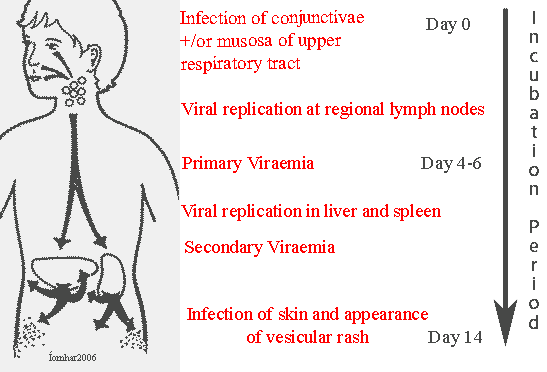 Infection of conjunctivae Day 0
+/or musosa of upper
respiratory tract
Viral replication at regional lymph nodes
Primary Viraemia Day 4-6
Viral replication in liver and spleen
Secondary Viraemia
Infection of skin and appearance
of vesicular rash Day 14
Incubation Period
Íomhar2006